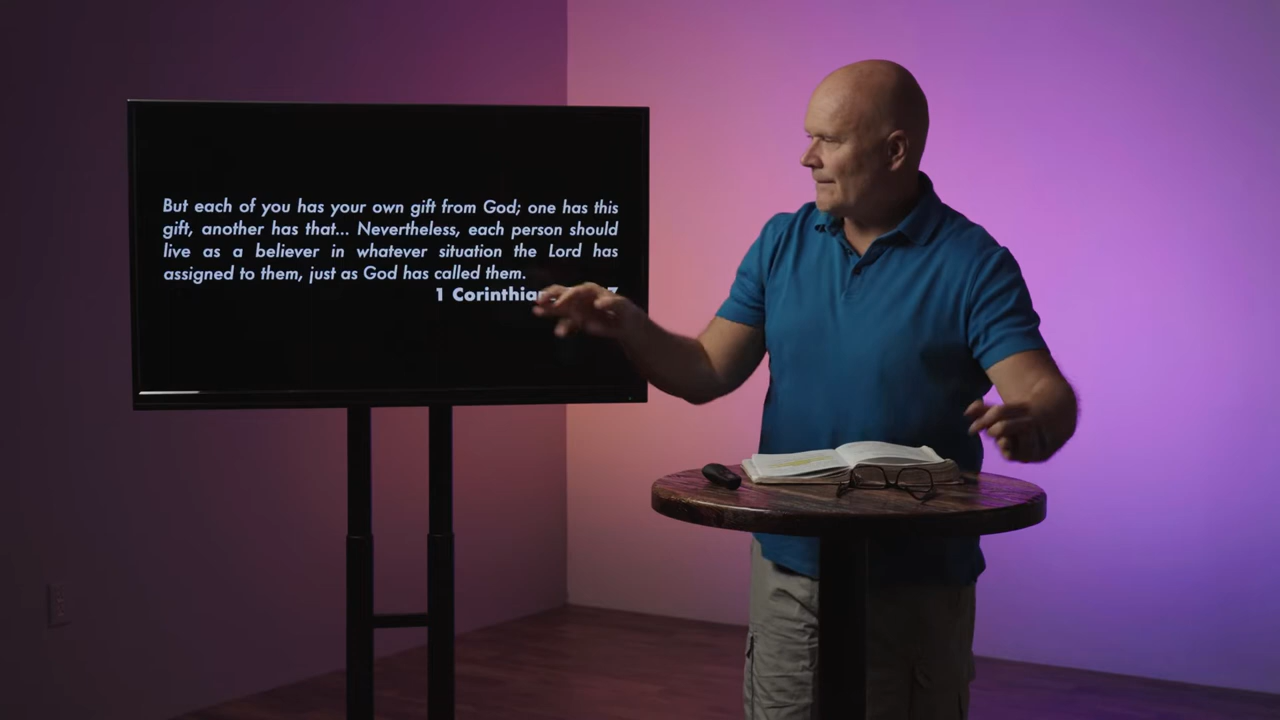 But each of you has your own gift from God; one has this
gift, another has that... Nevertheless, each person should
live as a believer in whatever situation the Lord has
assigned to them, just as God has called them.
1